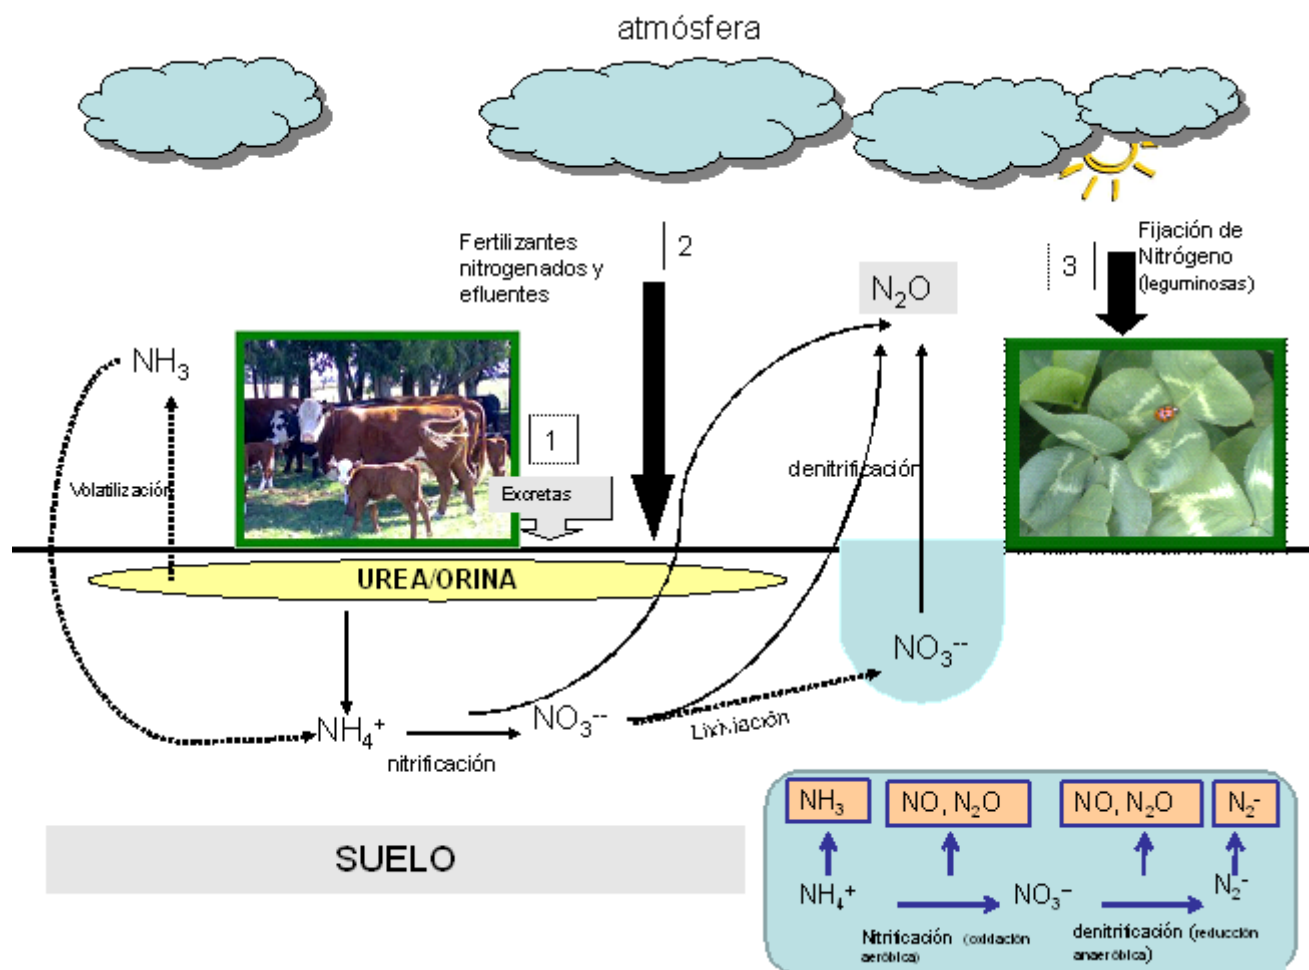 atmósfera
Fertilizantes
nitrogenados y
efluentes
2
N₂O
3
Fijación de
Nitrógeno
(leguminosas)
NH₃
1
Excretas
Volatilización
denitrificación
UREA/ORINA
NO₃--
NH₄⁺
nitrificación
NO₃--
Lixiviación
SUELO
NH₃
NO, N₂O
NO, N₂O
N₂-
NH₄⁺
NO₃–
N₂-
Nitrificación (oxidación
aeróbica)
denitrificación (reducción
anaeróbica)